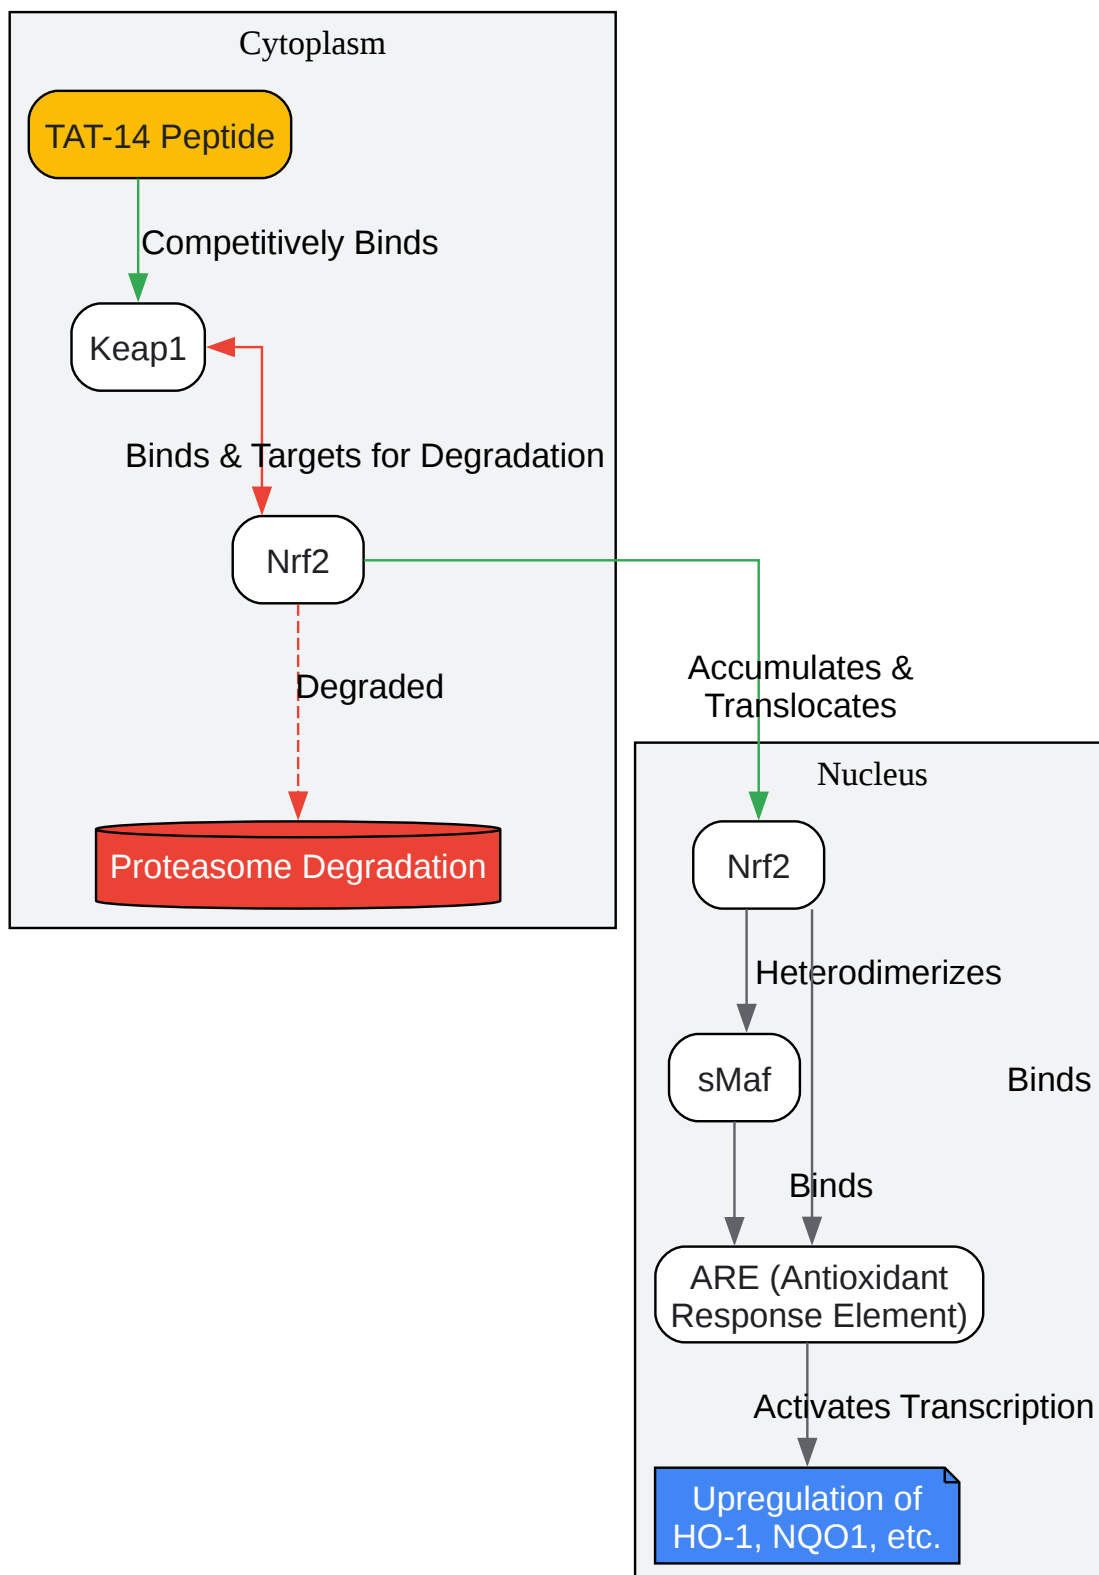 Cytoplasm
TAT-14 Peptide
Competitively Binds
Keap1
Binds & Targets for Degradation
Nrf2
Degraded
Proteasome Degradation
Accumulates &
Translocates
Nucleus
Nrf2
Heterodimerizes
sMaf
Binds
Binds
ARE (Antioxidant
Response Element)
Activates Transcription
Upregulation of
HO-1, NQO1, etc.